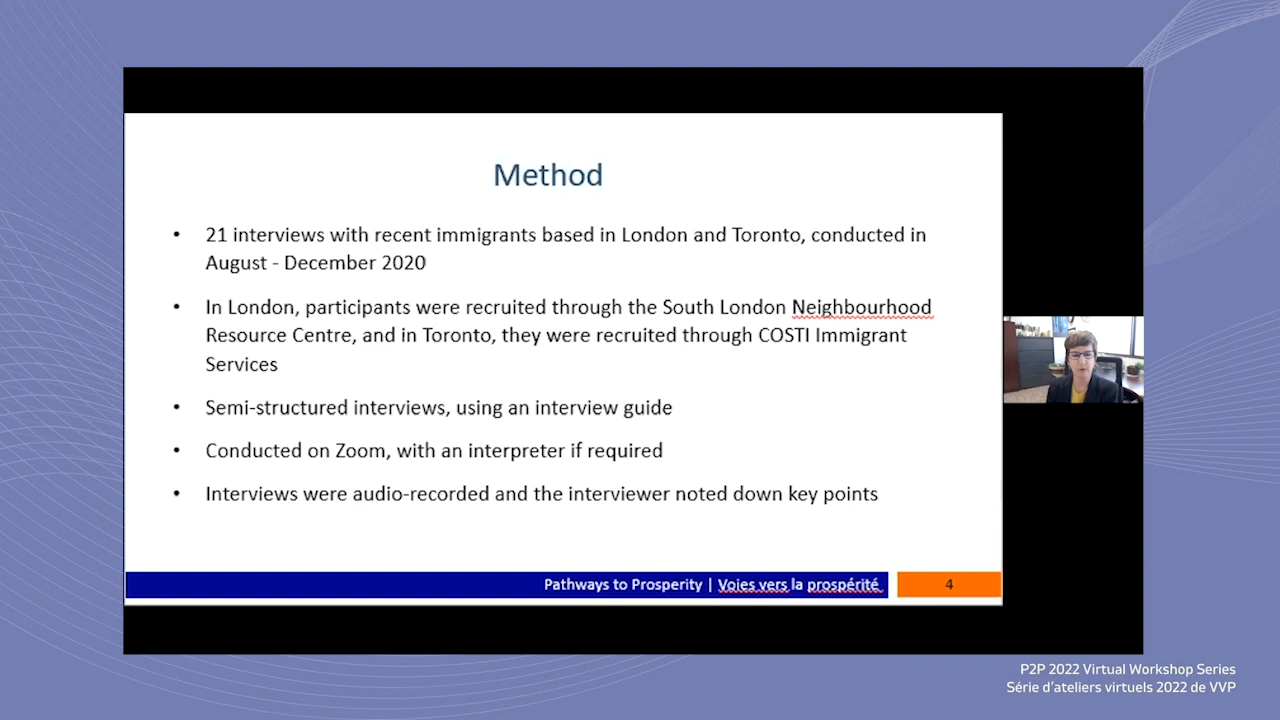 Method
• 21 interviews with recent immigrants based in London and Toronto, conducted in
August - December 2020
• In London, participants were recruited through the South London Neighbourhood
Resource Centre, and in Toronto, they were recruited through COSTI Immigrant
Services
• Semi-structured interviews, using an interview guide
• Conducted on Zoom, with an interpreter if required
• Interviews were audio-recorded and the interviewer noted down key points
Pathways to Prosperity | Voies vers la prospérité
4
P2P 2022 Virtual Workshop Series
Série d'ateliers virtuels 2022 de VVP